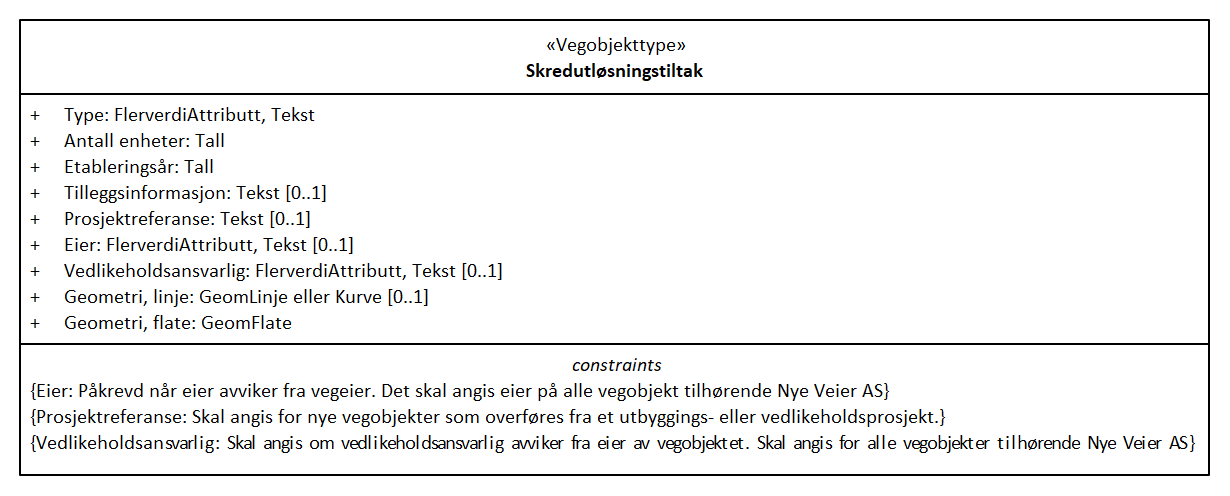 «Vegobjekttype»
Skredutløsningstiltak
+ Type: FlerverdiAttributt, Tekst
+ Antall enheter: Tall
+ Etableringsår: Tall
+ Tilleggsinformasjon: Tekst [0..1]
+ Prosjektreferanse: Tekst [0..1]
+ Eier: FlerverdiAttributt, Tekst [0..1]
+ Vedlikeholdsansvarlig: FlerverdiAttributt, Tekst [0..1]
+ Geometri, linje: GeomLinje eller Kurve [0..1]
+ Geometri, flate: GeomFlate
constraints
{Eier: Påkrevd når eier avviker fra vegeier. Det skal angis eier på alle vegobjekt tilhørende Nye Veier AS}
{Prosjektreferanse: Skal angis for nye vegobjekter som overføres fra et utbyggings- eller vedlikeholdsprosjekt.}
{Vedlikeholdsansvarlig: Skal angis om vedlikeholdsansvarlig avviker fra eier av vegobjektet. Skal angis for alle vegobjekter tilhørende Nye Veier AS}